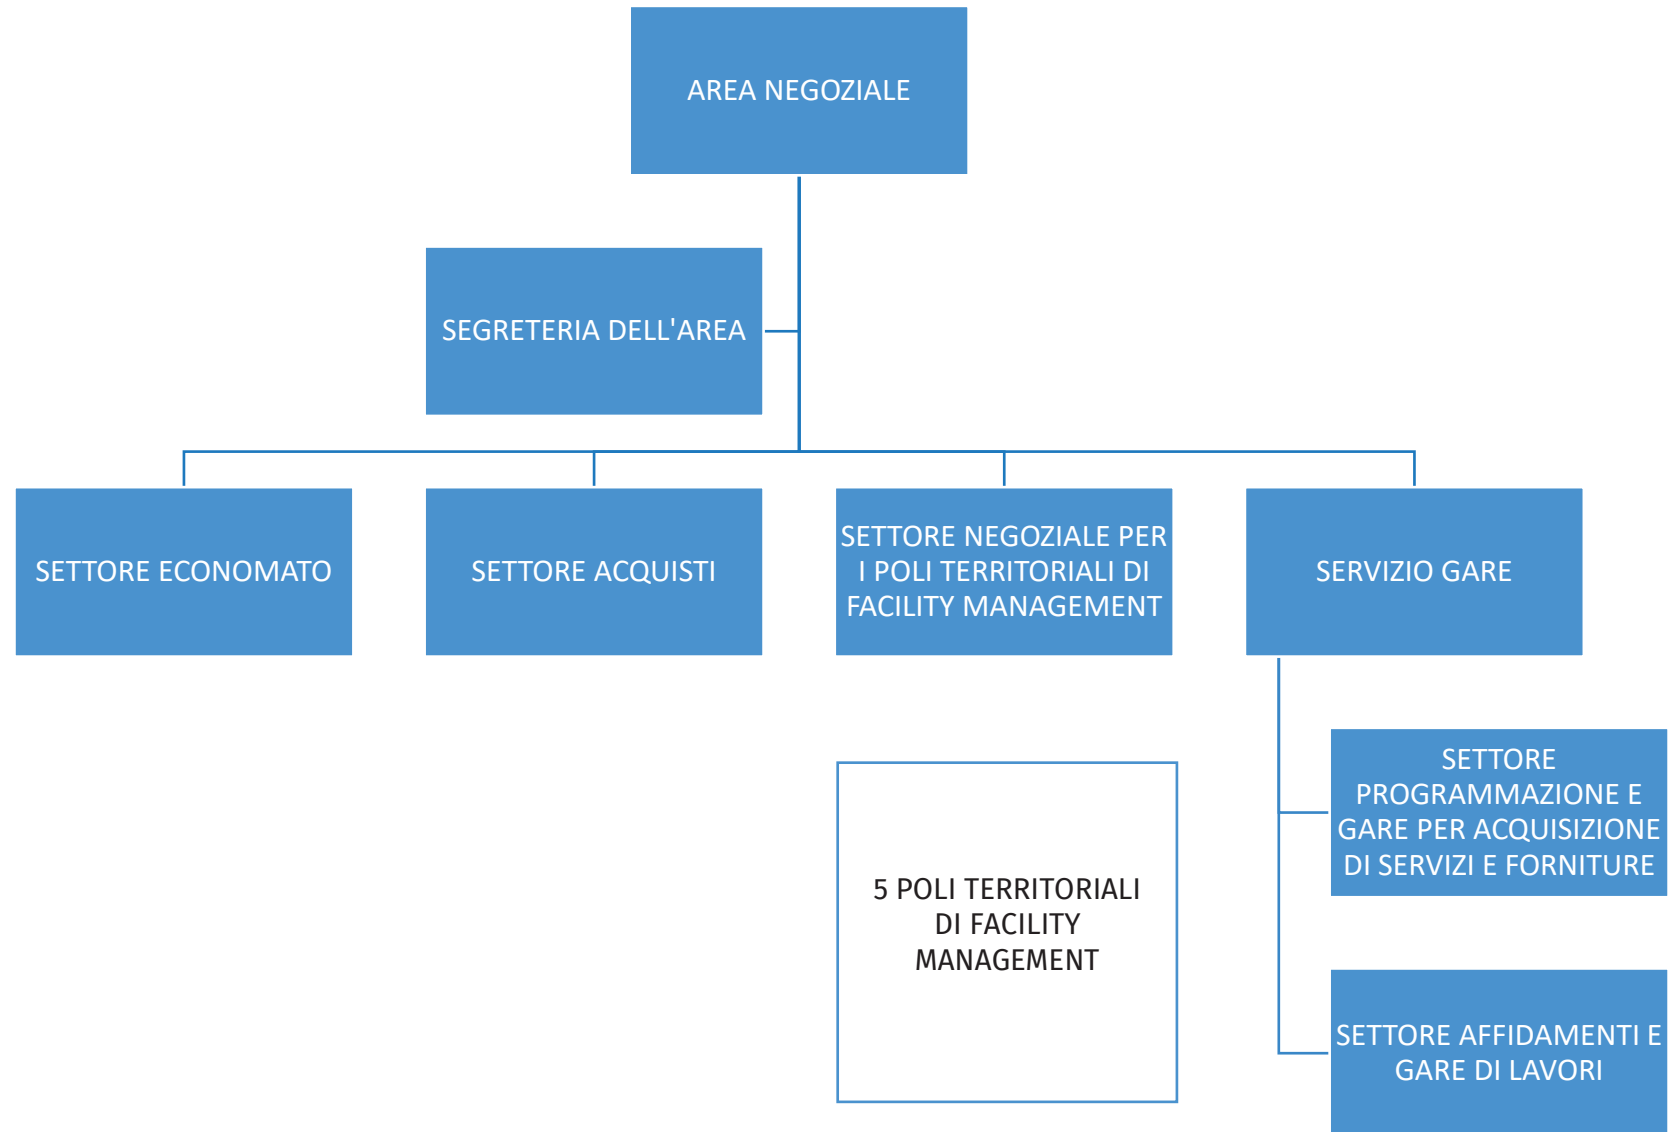 AREA NEGOZIALE
SEGRETERIA DELL'AREA
SETTORE ECONOMATO
SETTORE ACQUISTI
SETTORE NEGOZIALE PER
I POLI TERRITORIALI DI
FACILITY MANAGEMENT
SERVIZIO GARE
5 POLI TERRITORIALI
DI FACILITY
MANAGEMENT
SETTORE
PROGRAMMAZIONE E
GARE PER ACQUISIZIONE
DI SERVIZI E FORNITURE
SETTORE AFFIDAMENTI E
GARE DI LAVORI